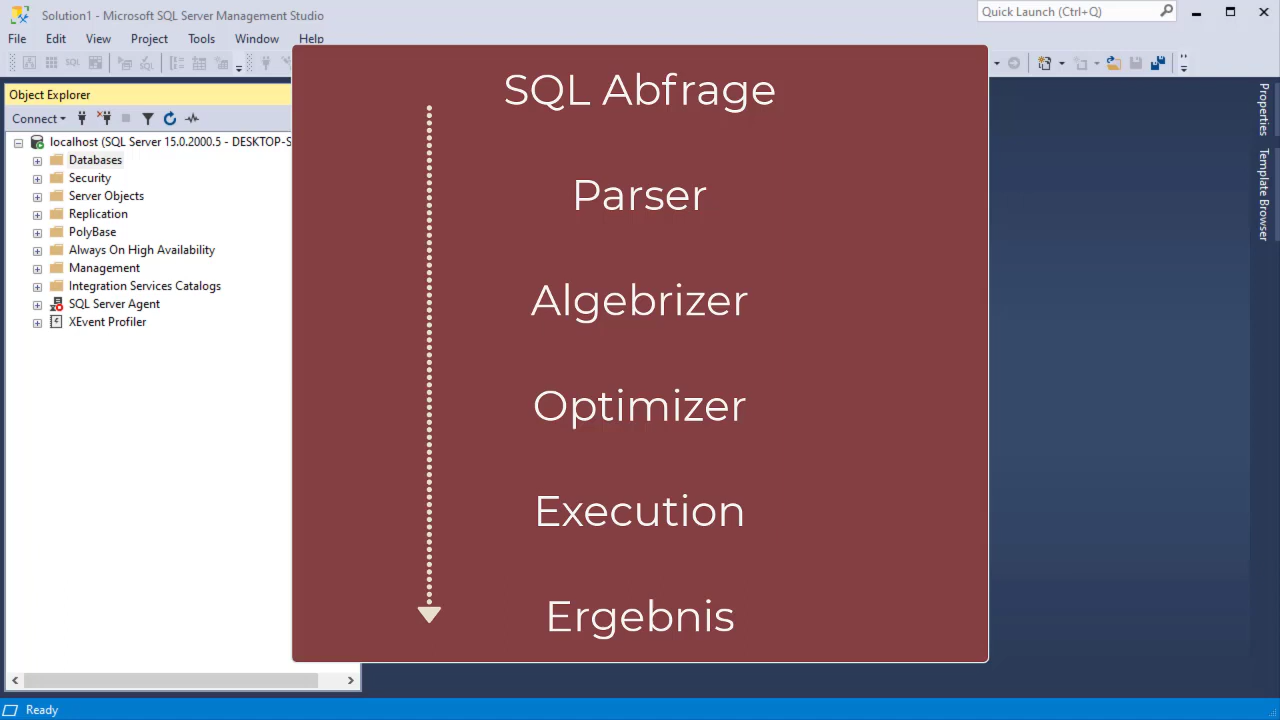 Solution1 - Microsoft SQL Server Management Studio
Quick Launch (Ctrl+Q)
File Edit View Project Tools Window Help
SQL
Object Explorer
Connect
localhost (SQL Server 15.0.2000.5 - DESKTOP-S
Databases
Security
Server Objects
Replication
PolyBase
Always On High Availability
Management
Integration Services Catalogs
SQL Server Agent
XEvent Profiler
SQL Abfrage
Parser
Algebrizer
Optimizer
Execution
Ergebnis
Properties
Template Browser
Ready